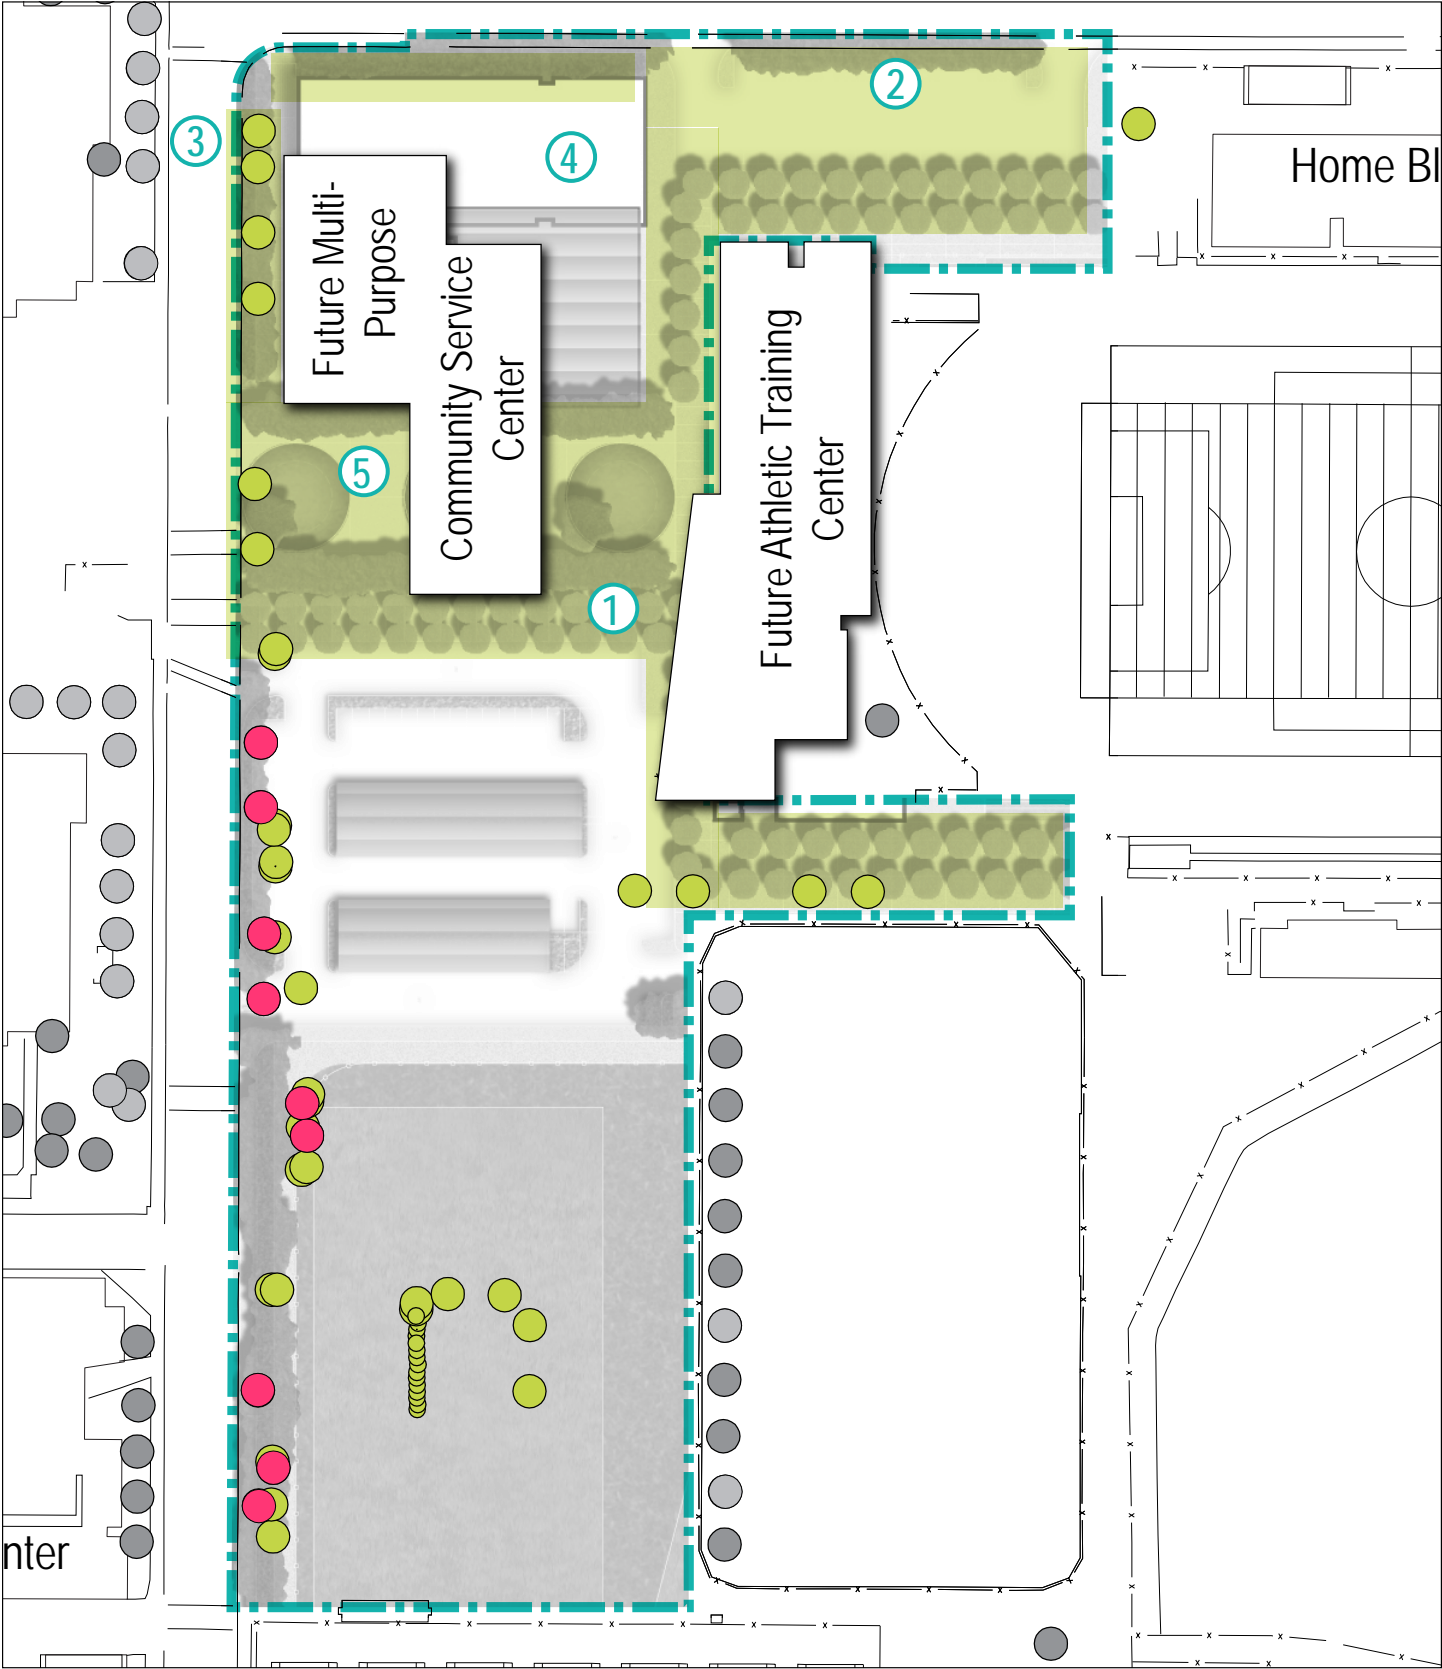 2
3
4
Home Bl
Future Multi-
Purpose
Community Service
Center
Future Athletic Training
Center
5
1
nter